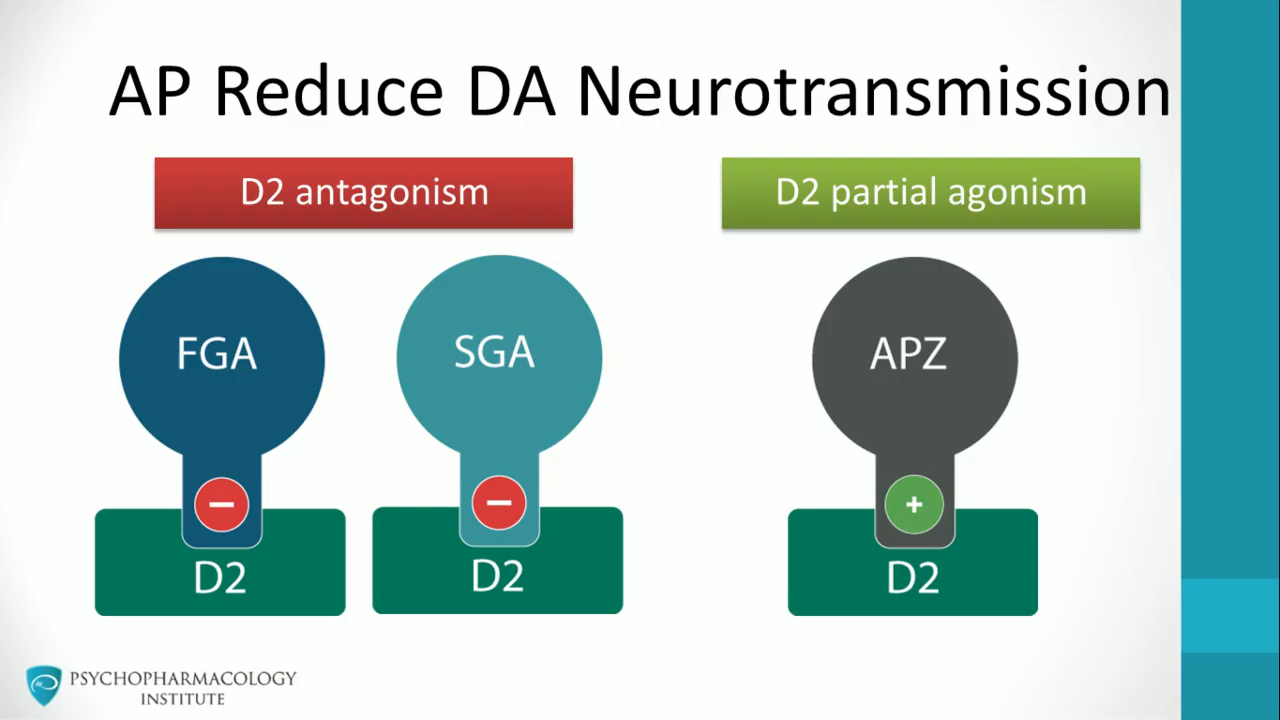 AP Reduce DA Neurotransmission
D2 antagonism
D2 partial agonism
FGA
SGA
APZ
D2
D2
D2
PSYCHOPHARMACOLOGY
INSTITUTE